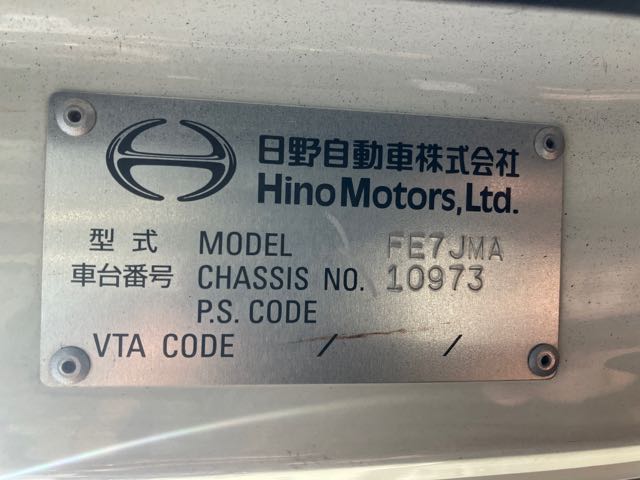 日野自動車株式会社
Hino Motors, Ltd.
型式 MODEL FE7JMA
車台番号 CHASSIS NO. 10973
P.S. CODE
VTA CODE / /